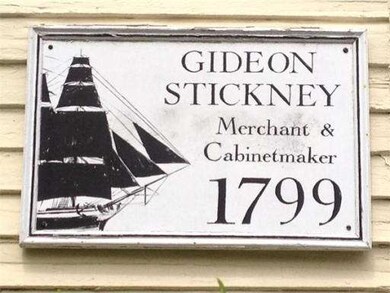 GIDEON
STICKNEY
Merchant &
Cabinetmaker
1799